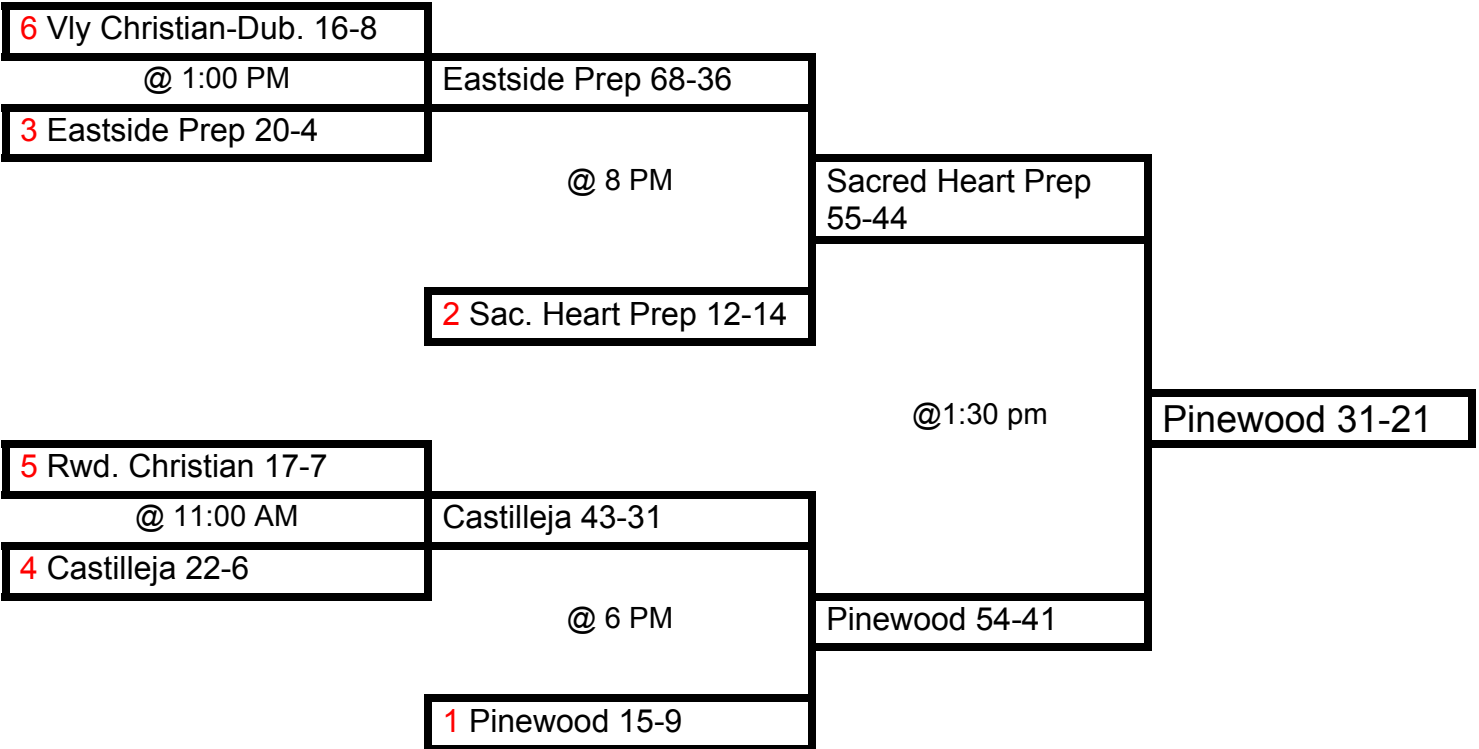 6 Vly Christian-Dub. 16-8
@ 1:00 PM
Eastside Prep 68-36
3 Eastside Prep 20-4
@ 8 PM
Sacred Heart Prep
55-44
2 Sac. Heart Prep 12-14
@1:30 pm
Pinewood 31-21
5 Rwd. Christian 17-7
@ 11:00 AM
Castilleja 43-31
4 Castilleja 22-6
@ 6 PM
Pinewood 54-41
1 Pinewood 15-9